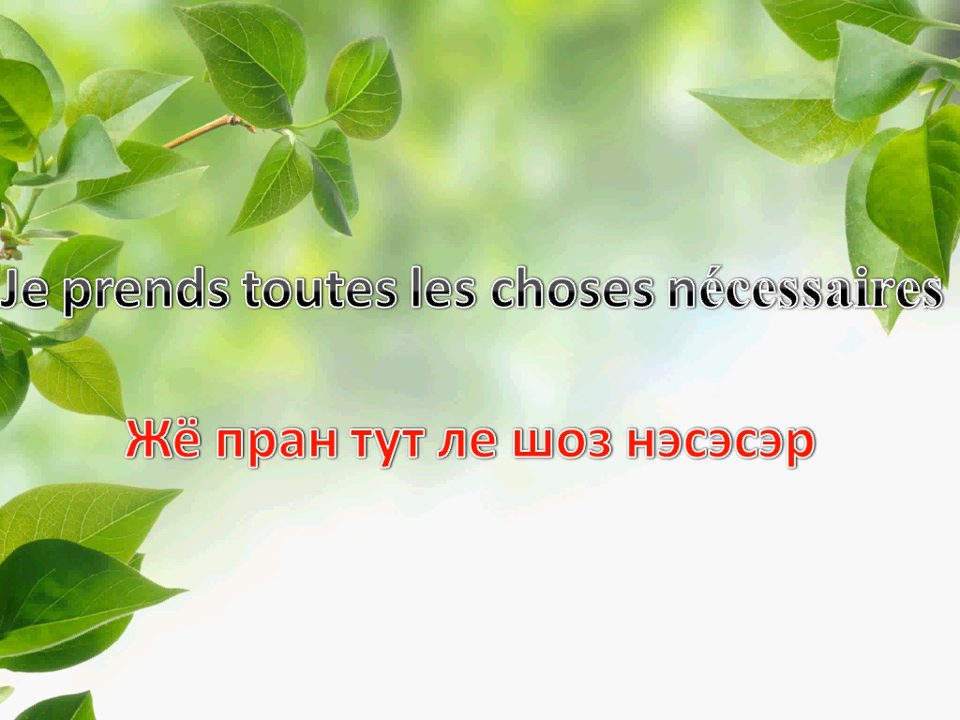 Je prends toutes les choses nécessaires
Жё пран тут ле шоз нэсэсэр